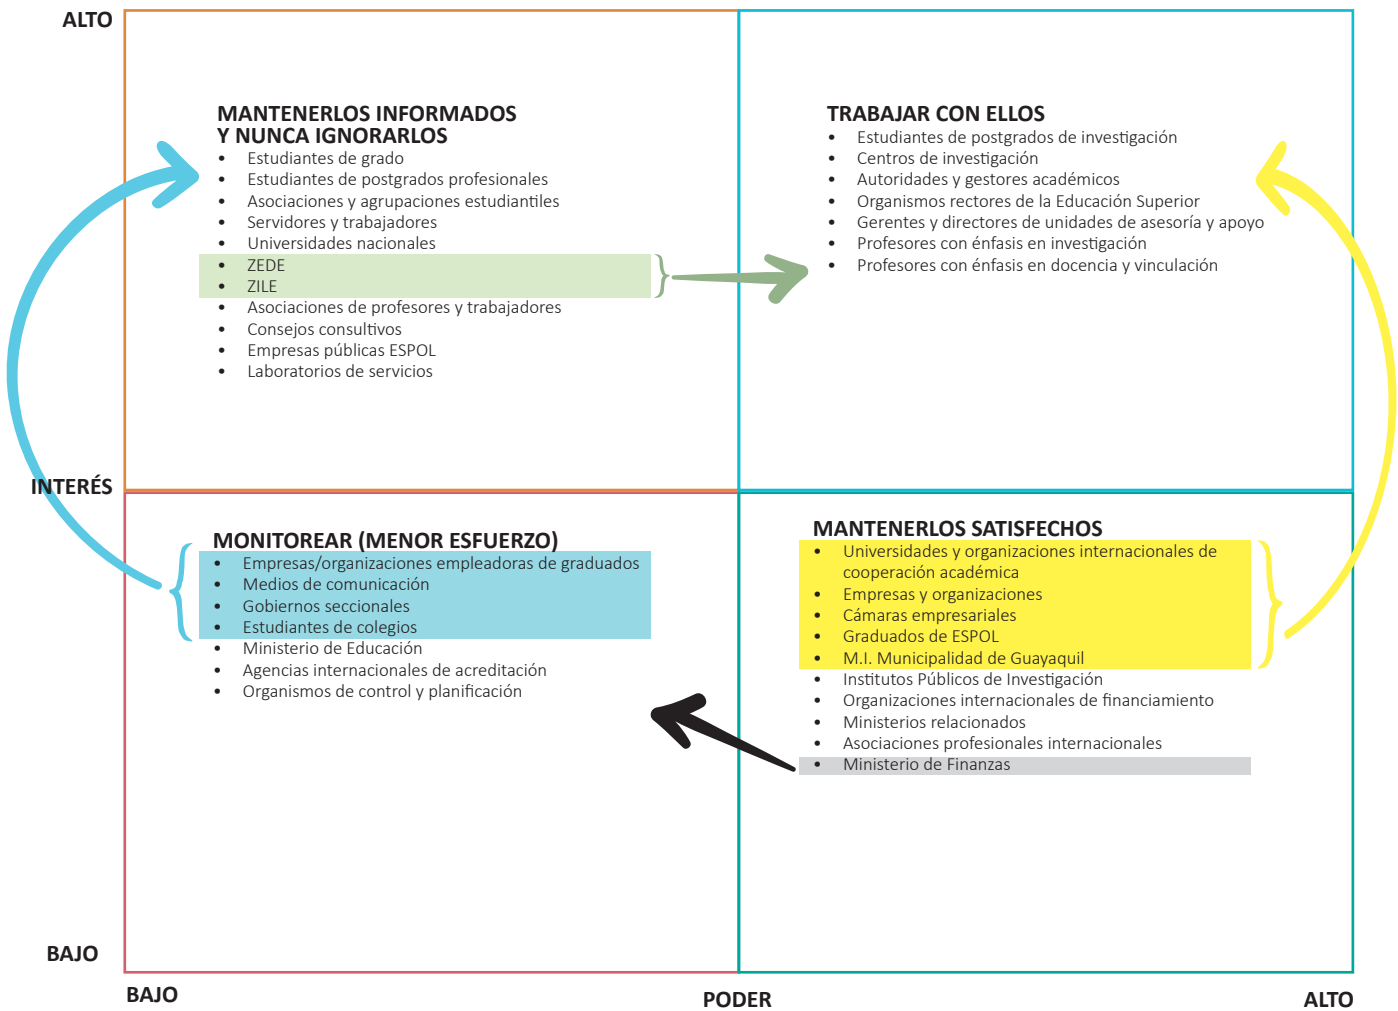 ALTO
MANTENERLOS INFORMADOS
Y NUNCA IGNORARLOS
• Estudiantes de grado
• Estudiantes de postgrados profesionales
• Asociaciones y agrupaciones estudiantiles
• Servidores y trabajadores
• Universidades nacionales
• ZEDE
• ZILE
• Asociaciones de profesores y trabajadores
• Consejos consultivos
• Empresas públicas ESPOL
• Laboratorios de servicios
TRABAJAR CON ELLOS
• Estudiantes de postgrados de investigación
• Centros de investigación
• Autoridades y gestores académicos
• Organismos rectores de la Educación Superior
• Gerentes y directores de unidades de asesoría y apoyo
• Profesores con énfasis en investigación
• Profesores con énfasis en docencia y vinculación
INTERÉS
MONITOREAR (MENOR ESFUERZO)
• Empresas/organizaciones empleadoras de graduados
• Medios de comunicación
• Gobiernos seccionales
• Estudiantes de colegios
• Ministerio de Educación
• Agencias internacionales de acreditación
• Organismos de control y planificación
MANTENERLOS SATISFECHOS
• Universidades y organizaciones internacionales de
cooperación académica
• Empresas y organizaciones
• Cámaras empresariales
• Graduados de ESPOL
• M.I. Municipalidad de Guayaquil
• Institutos Públicos de Investigación
• Organizaciones internacionales de financiamiento
• Ministerios relacionados
• Asociaciones profesionales internacionales
• Ministerio de Finanzas
BAJO
BAJO
PODER
ALTO